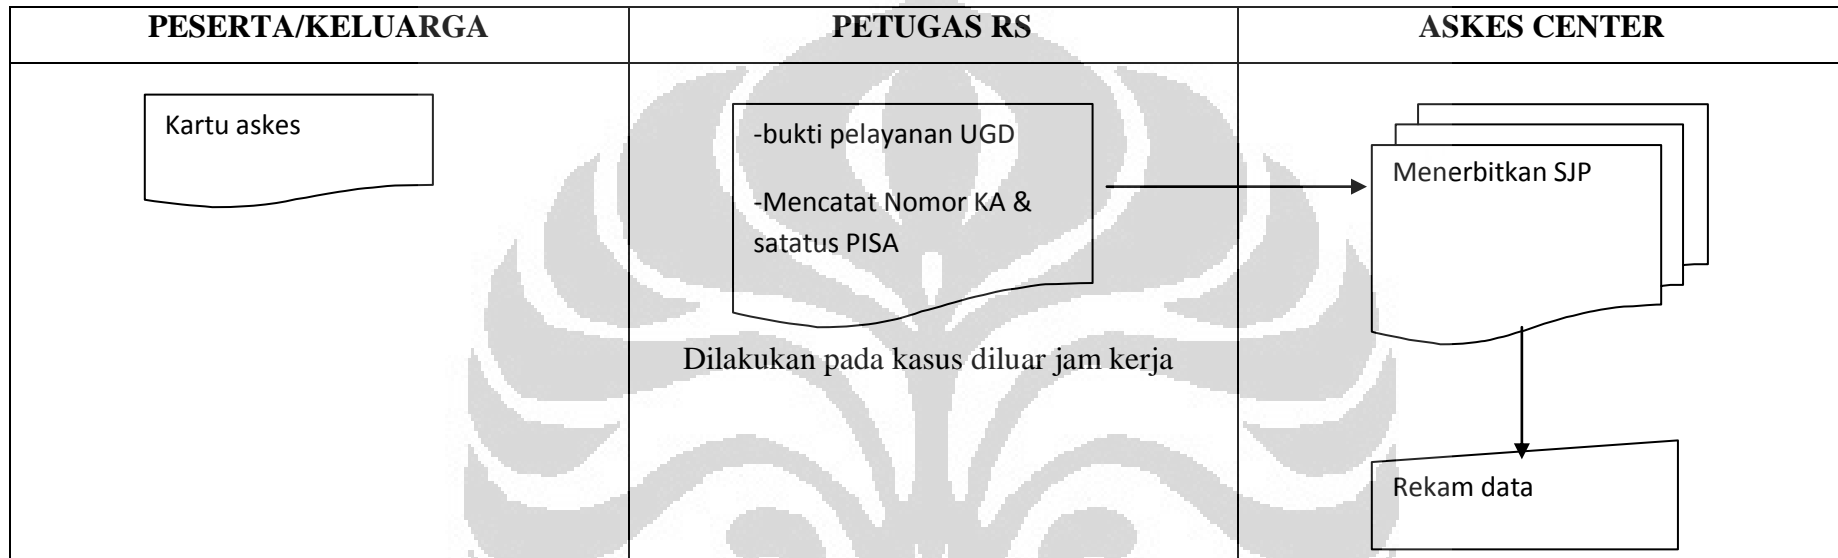 PESERTA/KELUARGA
PETUGAS RS
ASKES CENTER
Kartu askes
-bukti pelayanan UGD
-Mencatat Nomor KA &
satatus PISA
Dilakukan pada kasus diluar jam kerja
Menerbitkan SJP
Rekam data